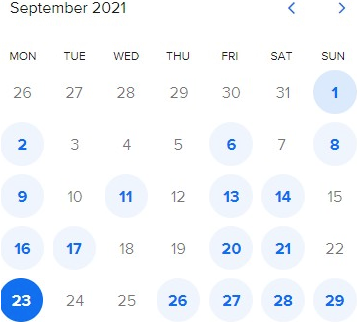 September 2021
MON TUE WED THU FRI SAT SUN
26 27 28 29 30 31 1
2 3 4 5 6 7 8
9 10 11 12 13 14 15
16 17 18 19 20 21 22
23 24 25 26 27 28 29